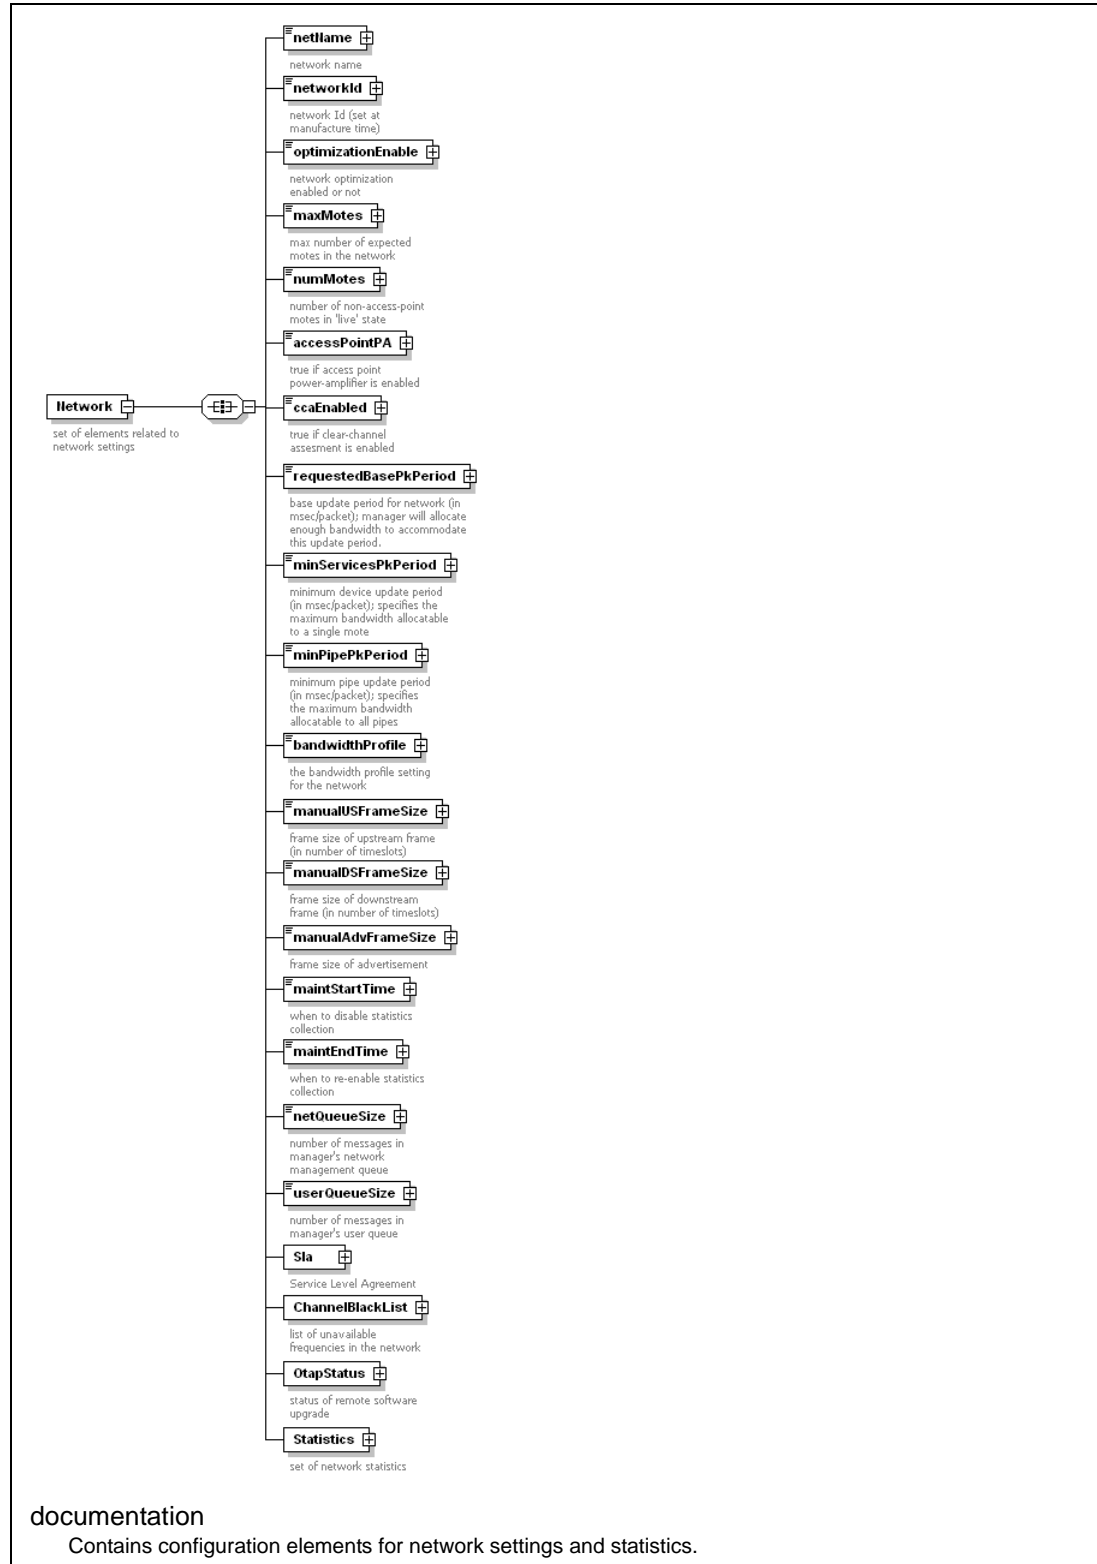 netName
network name
networkId
network Id (set at
manufacture time)
optimizationEnable
network optimization
enabled or not
maxMotes
max number of expected
motes in the network
numMotes
number of non-access-point
motes in 'live' state
accessPointPA
true if access point
power-amplifier is enabled
Network
set of elements related to
network settings
ccaEnabled
true if clear-channel
assesment is enabled
requestedBasePkPeriod
base update period for network (in
msec/packet); manager will allocate
enough bandwidth to accommodate
this update period.
minServicesPkPeriod
minimum device update period
(in msec/packet); specifies the
maximum bandwidth allocatable
to a single mote
minPipePkPeriod
minimum pipe update period
(in msec/packet); specifies
the maximum bandwidth
allocatable to all pipes
bandwidthProfile
the bandwidth profile setting
for the network
manualUSFrameSize
frame size of upstream frame
(in number of timeslots)
manualDSFrameSize
frame size of downstream
frame (in number of timeslots)
manualAdvFrameSize
frame size of advertisement
maintStartTime
when to disable statistics
collection
maintEndTime
when to re-enable statistics
collection
netQueueSize
number of messages in
manager's network
management queue
userQueueSize
number of messages in
manager's user queue
Sla
Service Level Agreement
ChannelBlackList
list of unavailable
frequencies in the network
OtapStatus
status of remote software
upgrade
Statistics
set of network statistics
documentation
Contains configuration elements for network settings and statistics.